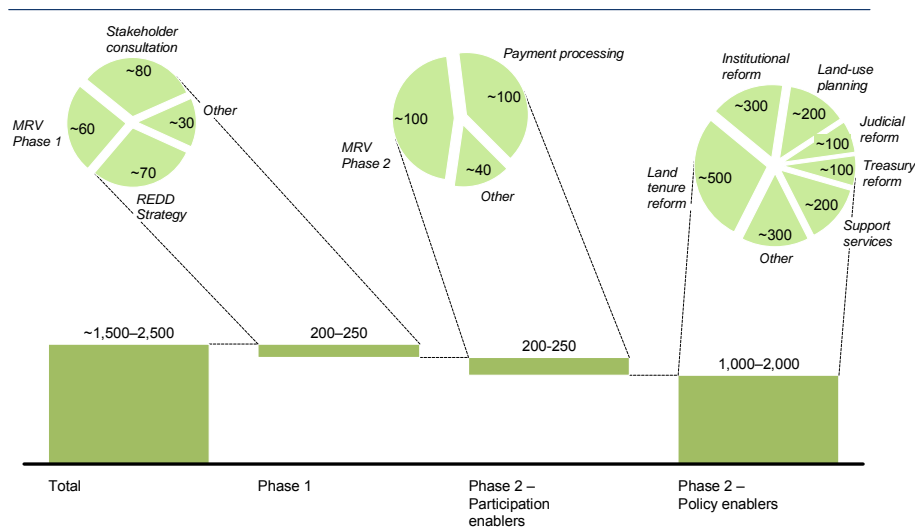 Stakeholder
consultation
~80
Other
~30
MRV
Phase 1
~60
~70
REDD
Strategy
Payment processing
~100
~100
MRV
Phase 2
~40
Other
Institutional
reform
Land-use
planning
~300
~200
Judicial
reform
~100
Treasury
reform
~100
Land
tenure
reform
~500
~200
Support
services
~300
Other
~1,500–2,500
200–250
200-250
1,000–2,000
Total
Phase 1
Phase 2 –
Participation
enablers
Phase 2 –
Policy enablers